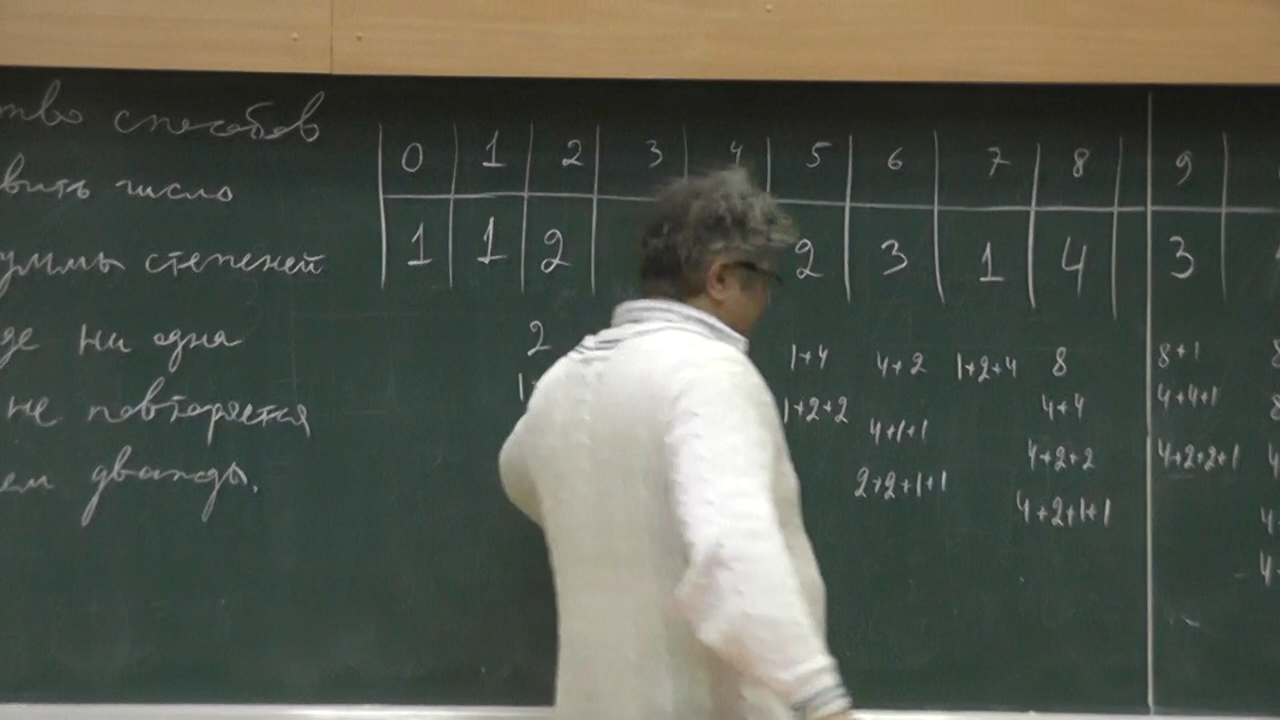 тво способов
вить число
уммы степеней
де ни одна
не повторяется
ем дважды.
0 1 2 3 4 5 6 7 8 9
1 1 2 2 3 1 4 3
2 1+4 4+2 1+2+4 8 8+1
1+2+2 4+1+1 4+4 4+4+1
2+2+1+1 4+2+2 4+2+2+1
4+2+1+1